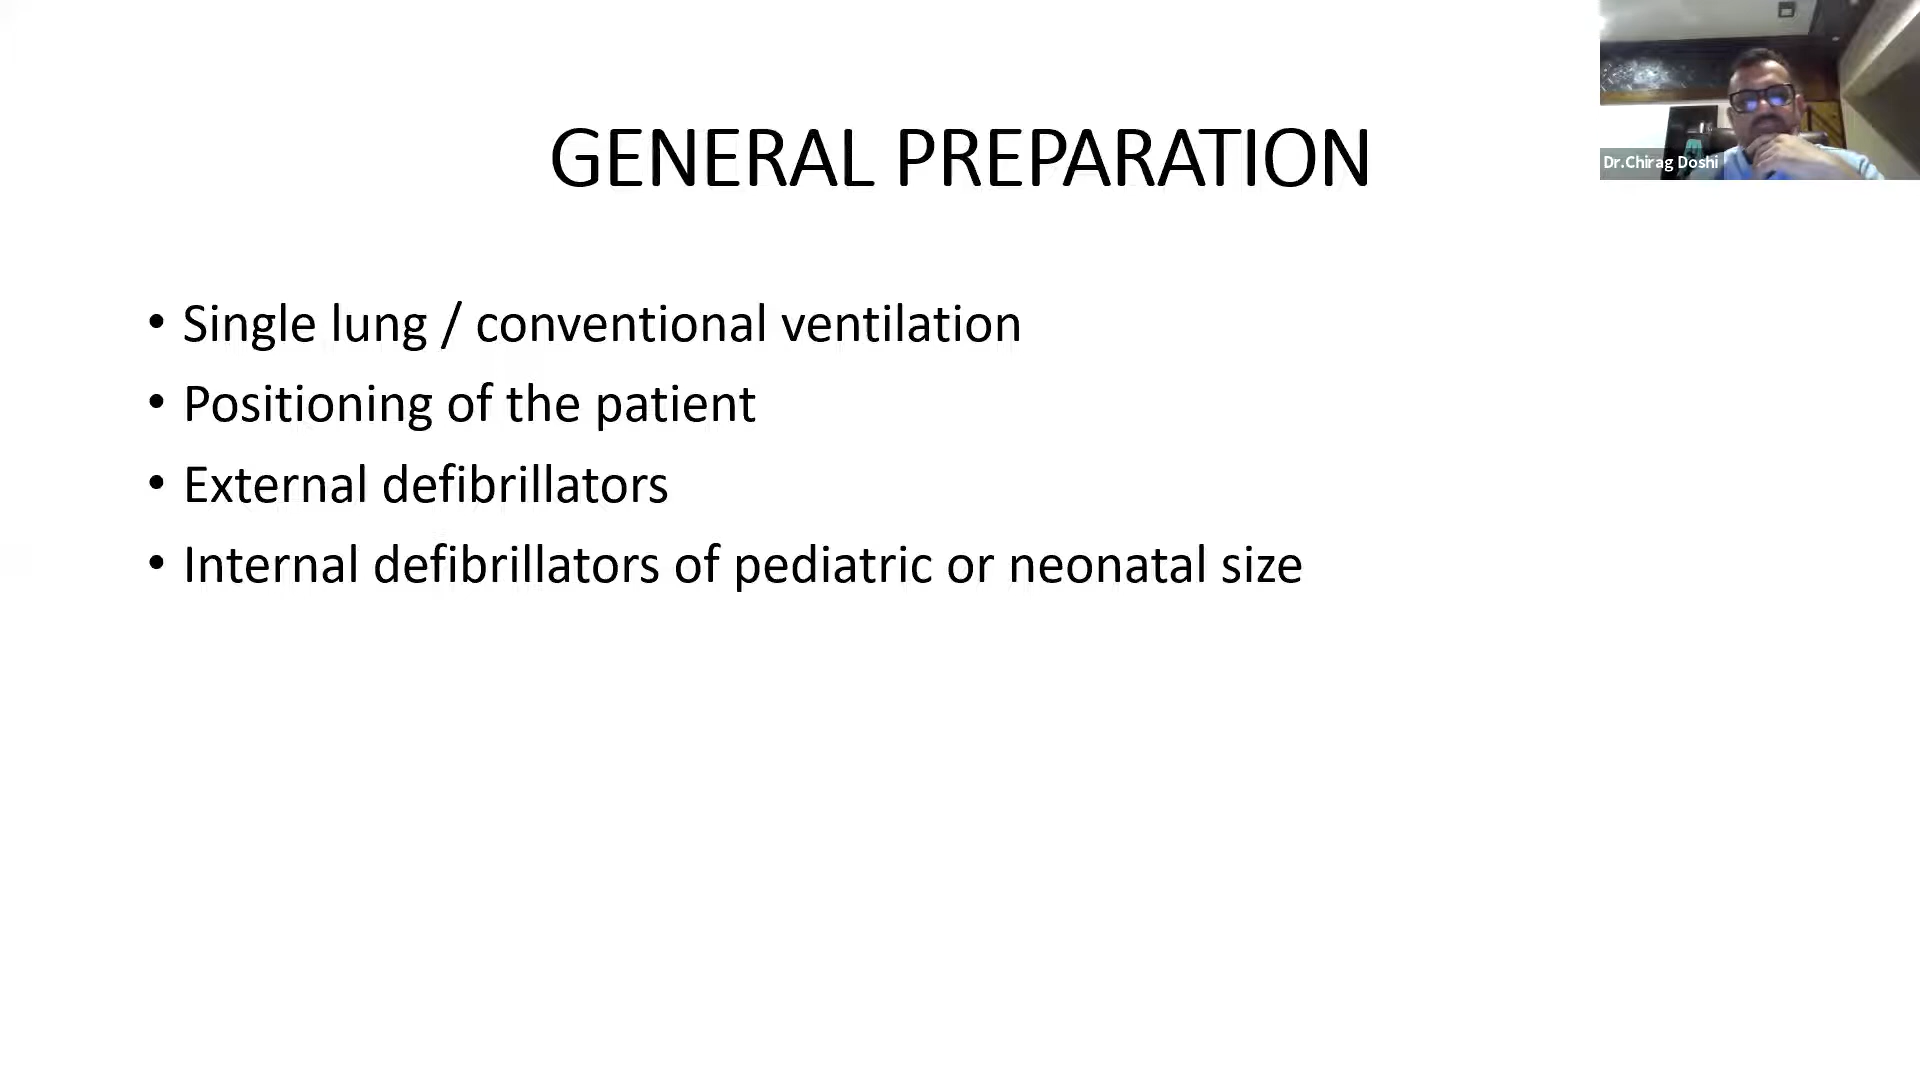 GENERAL PREPARATION
Dr.Chirag Doshi
• Single lung / conventional ventilation
• Positioning of the patient
• External defibrillators
• Internal defibrillators of pediatric or neonatal size